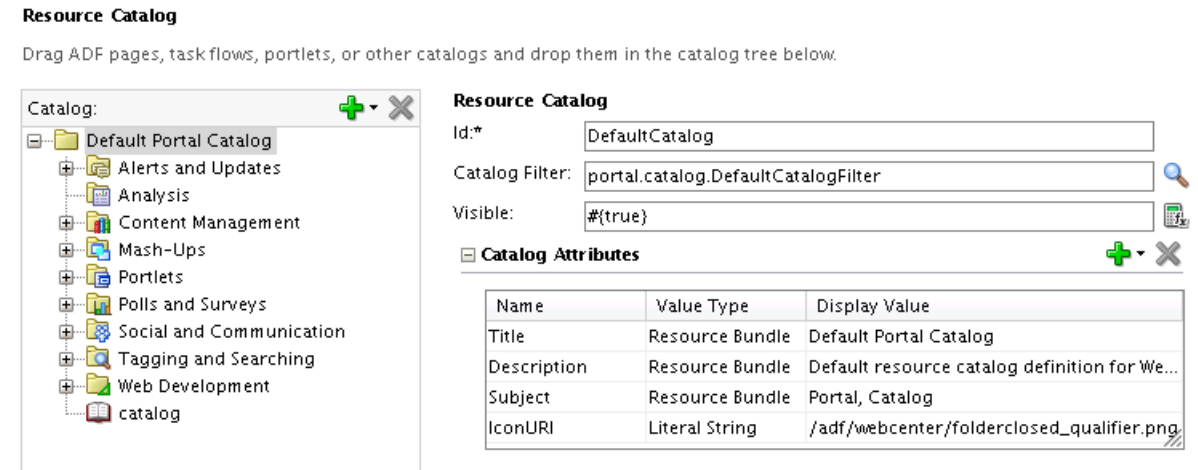 Resource Catalog
Drag ADF pages, task flows, portlets, or other catalogs and drop them in the catalog tree below.
Catalog:
Default Portal Catalog
Alerts and Updates
Analysis
Content Management
Mash-Ups
Portlets
Polls and Surveys
Social and Communication
Tagging and Searching
Web Development
catalog
Resource Catalog
Id:* DefaultCatalog
Catalog Filter: portal.catalog.DefaultCatalogFilter
Visible: #{true}
Catalog Attributes
Name Value Type Display Value
Title Resource Bundle Default Portal Catalog
Description Resource Bundle Default resource catalog definition for We...
Subject Resource Bundle Portal, Catalog
IconURI Literal String /adf/webcenter/folderclosed_qualifier.png